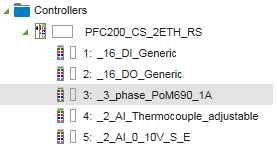 Controllers
PFC200_CS_2ETH_RS
1: _16_DI_Generic
2: _16_DO_Generic
3: _3_phase_PoM690_1A
4: _2_AI_Thermocouple_adjustable
5: _2_AI_0_10V_S_E